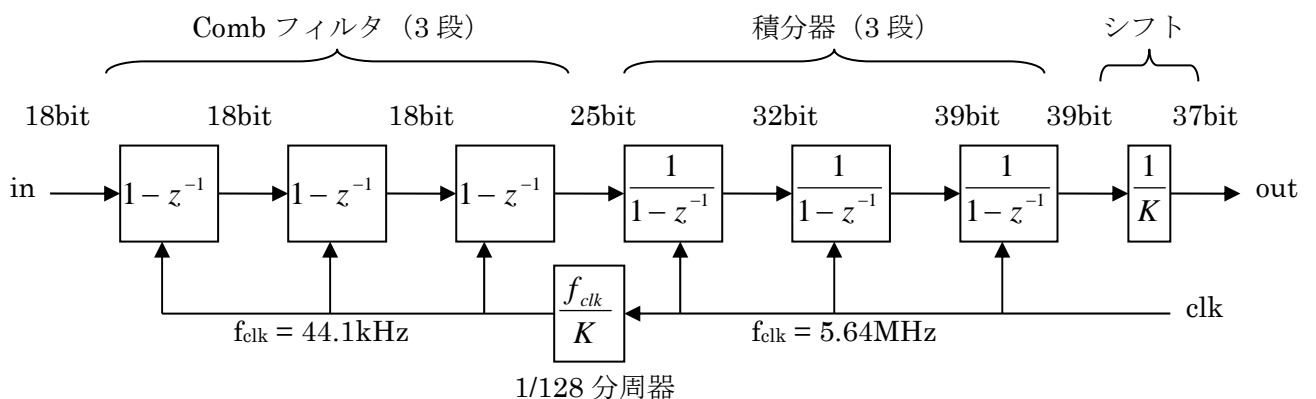 Comb フィルタ（3 段）
積分器（3 段）
シフト
18bit 18bit 18bit 25bit 32bit 39bit 39bit 37bit
in 1 − z⁻¹ 1 − z⁻¹ 1 − z⁻¹ 1/(1 − z⁻¹) 1/(1 − z⁻¹) 1/(1 − z⁻¹) 1/K out
f_clk/K
clk
fclk = 44.1kHz
fclk = 5.64MHz
1/128 分周器